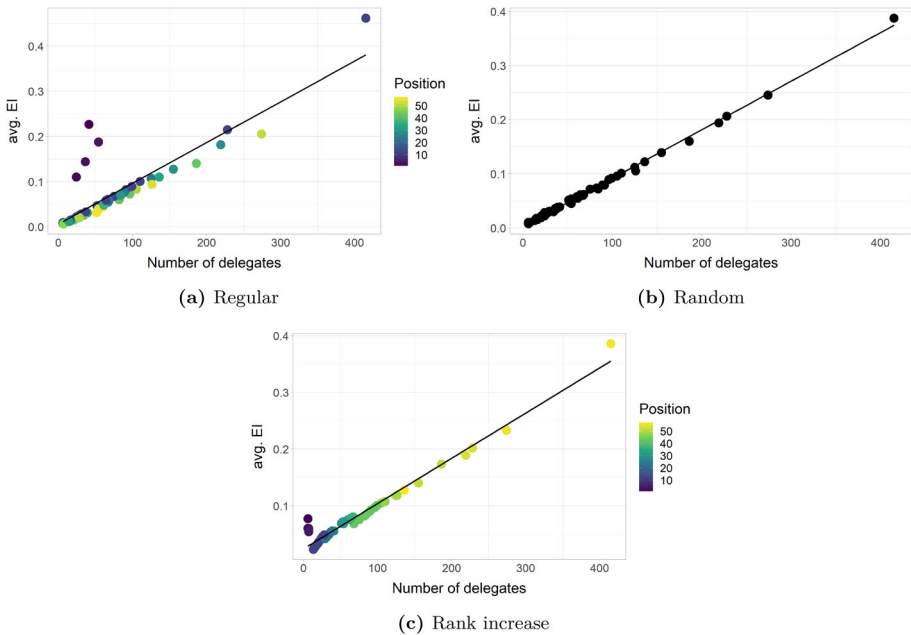 0.4
0.3
0.2
0.1
0.0
avg. EI
0 100 200 300 400
Number of delegates
Position
50
40
30
20
10
(a) Regular
0.4
0.3
0.2
0.1
0.0
avg. EI
0 100 200 300 400
Number of delegates
(b) Random
0.4
0.3
0.2
0.1
avg. EI
0 100 200 300 400
Number of delegates
Position
50
40
30
20
10
(c) Rank increase